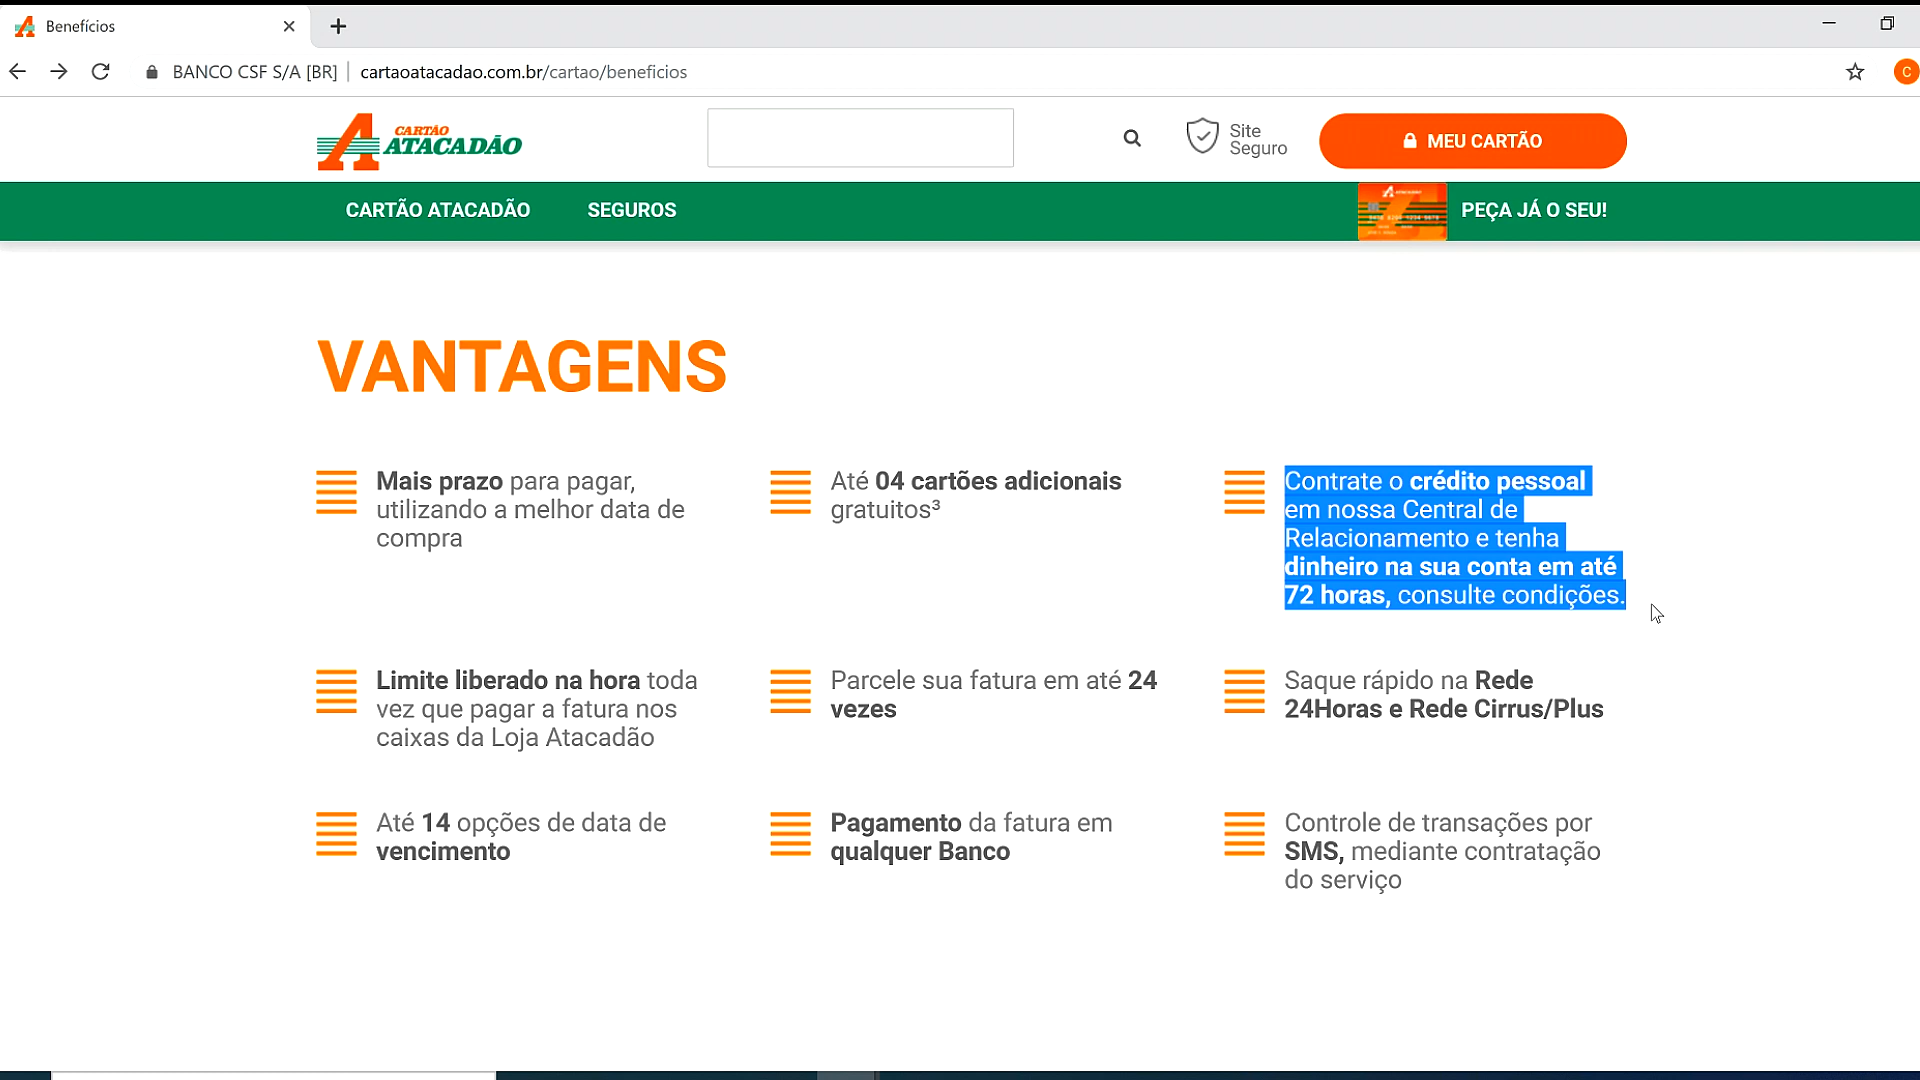 Benefícios
BANCO CSF S/A [BR]
cartaoatacadao.com.br/cartao/beneficios
C
CARTÃO
ATACADÃO
Site
Seguro
MEU CARTÃO
CARTÃO ATACADÃO
SEGUROS
PEÇA JÁ O SEU!
VANTAGENS
Mais prazo para pagar,
utilizando a melhor data de
compra
Até 04 cartões adicionais
gratuitos³
Contrate o crédito pessoal
em nossa Central de
Relacionamento e tenha
dinheiro na sua conta em até
72 horas, consulte condições.
Limite liberado na hora toda
vez que pagar a fatura nos
caixas da Loja Atacadão
Parcele sua fatura em até 24
vezes
Saque rápido na Rede
24Horas e Rede Cirrus/Plus
Até 14 opções de data de
vencimento
Pagamento da fatura em
qualquer Banco
Controle de transações por
SMS, mediante contratação
do serviço